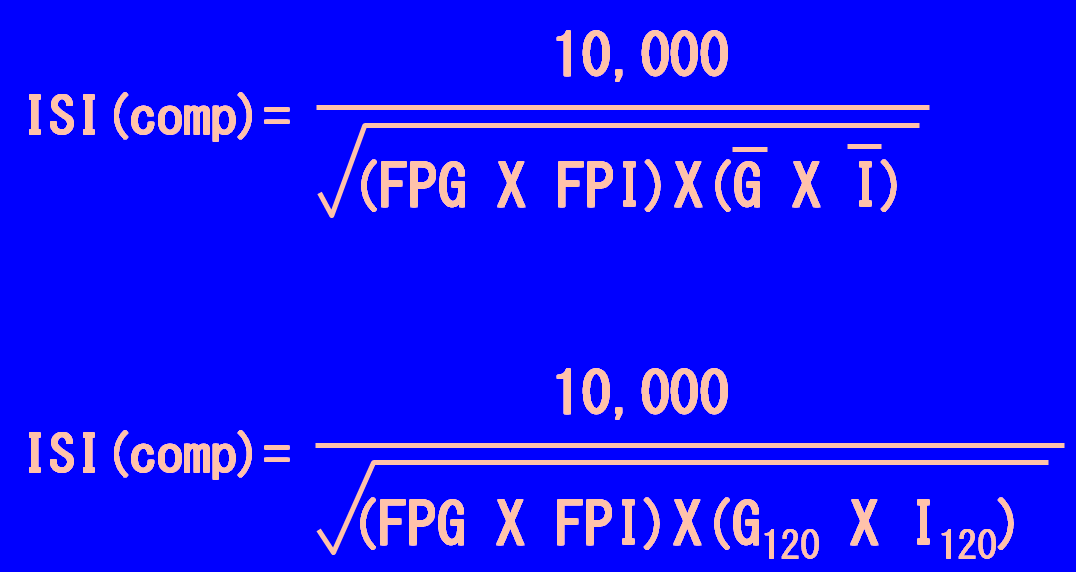 10,000
ISI(comp)=
√(FPG X FPI)X(G̅ X I̅)
10,000
ISI(comp)=
√(FPG X FPI)X(G₁₂₀ X I₁₂₀)